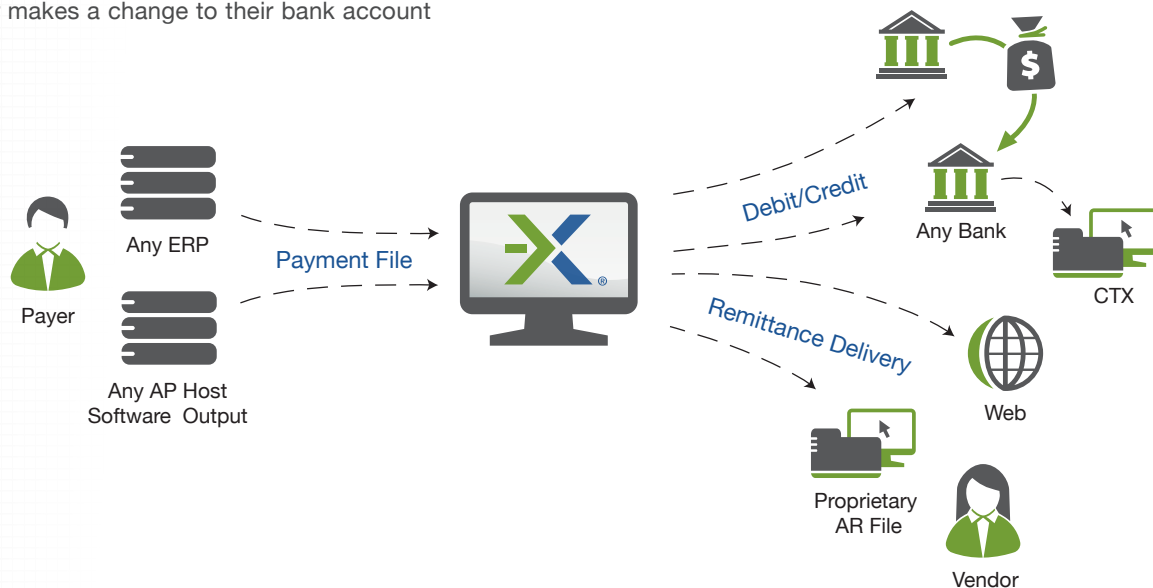 makes a change to their bank account
$
Debit/Credit
Any ERP
Payment File
®
Any Bank
Payer
CTX
Remittance Delivery
Any AP Host
Software Output
Web
Proprietary
AR File
Vendor